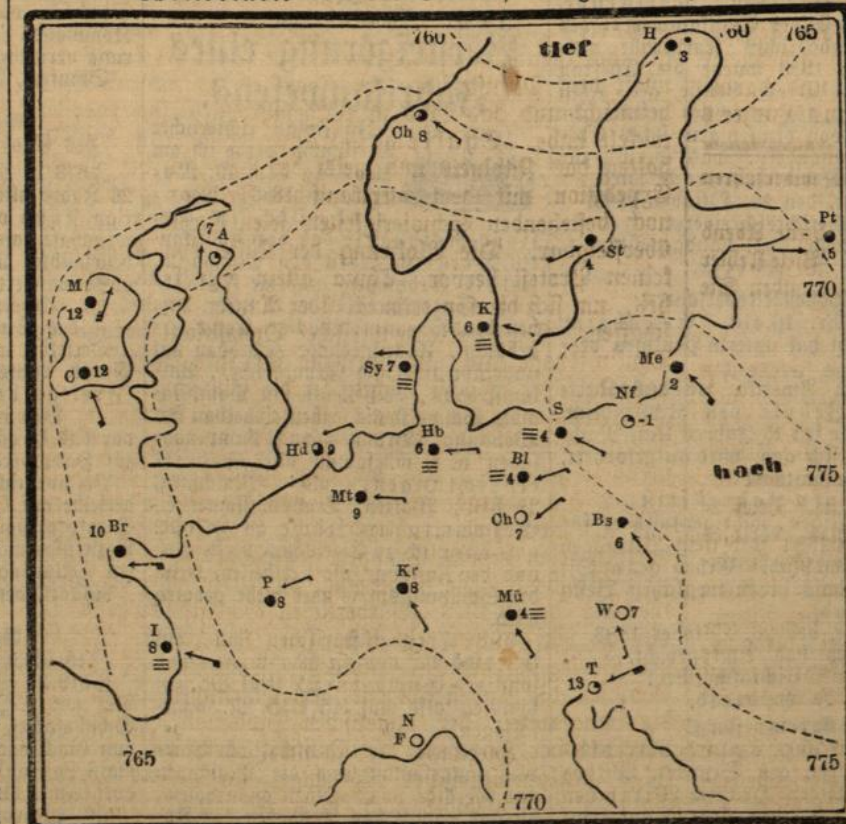 760
tief
H
3
60
765
Ch 8
7 A
St
4
Pt
5
770
M
12
K
6
C 12
Sy 7
Me
2
Nf
-1
S
4
Hb
6
Hd 9
775
hoch
Bl
4
Mt
9
Ch
7
Bs
6
10 Br
P
8
Kr
8
Mü
4
W 7
I
8
T
13
N
F
765
770
775